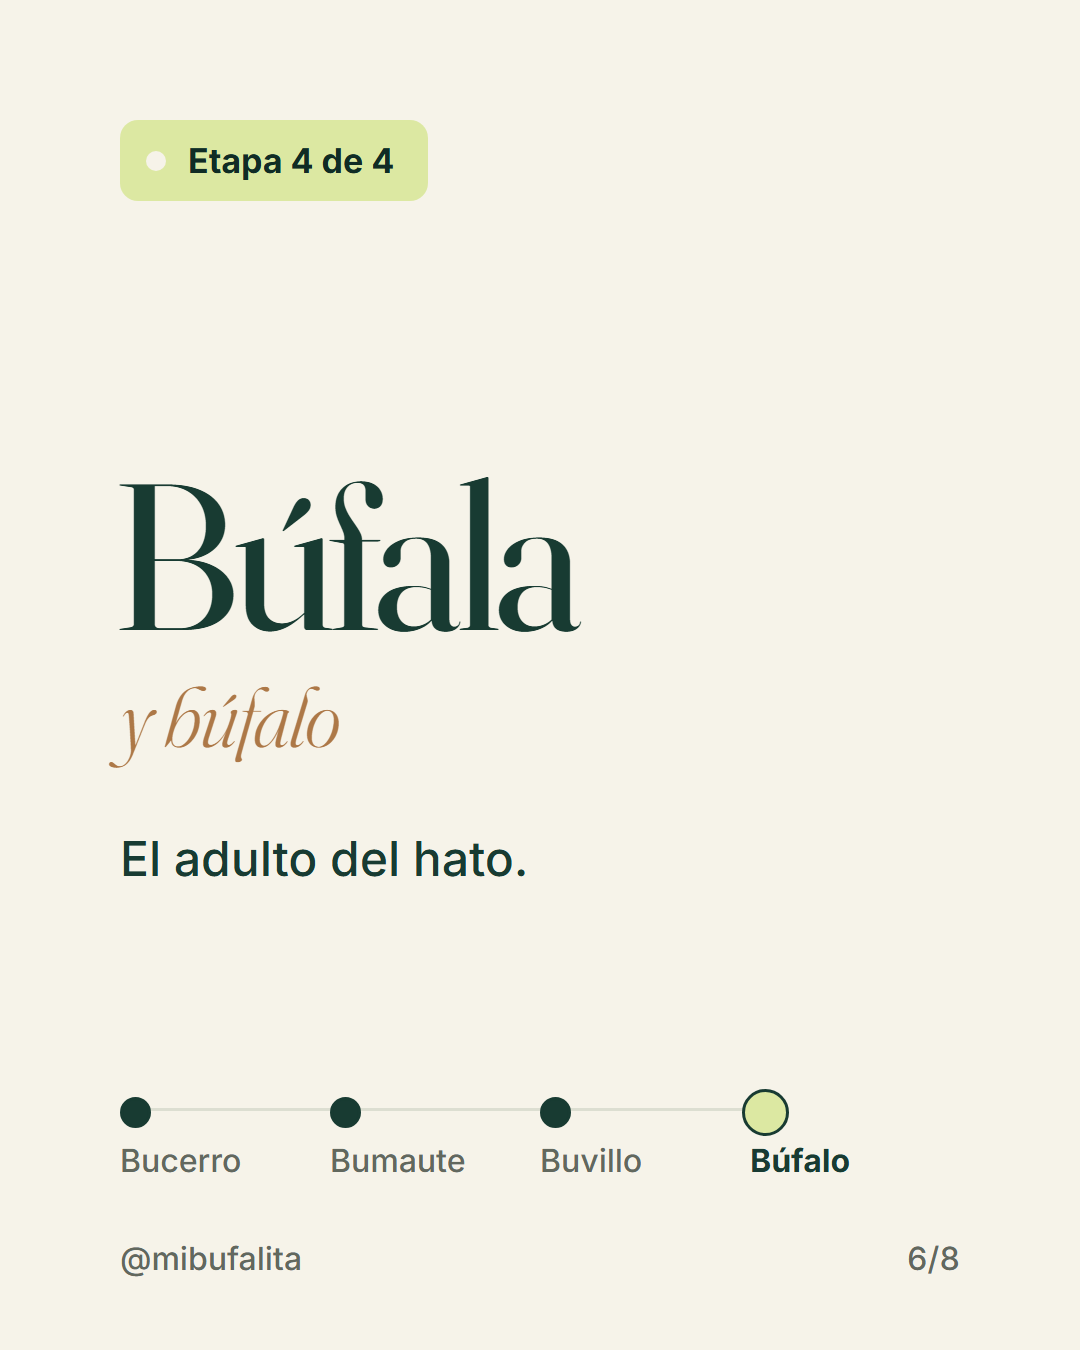 Etapa 4 de 4
Búfala
y búfalo
El adulto del hato.
Bucerro Bumaute Buvillo Búfalo
@mibufalita 6/8